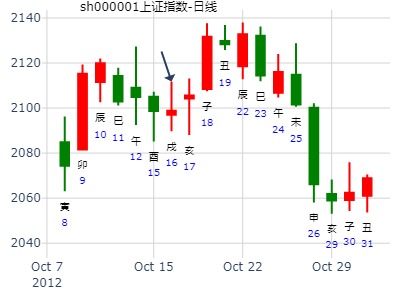 sh000001上证指数-日线
2140
2120
2100
2080
2060
2040
寅
8
卯
9
辰
10
巳
11
午
12
酉
15
戌
16
亥
17
子
18
丑
19
辰
22
巳
23
午
24
未
25
申
26
亥
29
子
30
丑
31
Oct 7
2012
Oct 15
Oct 22
Oct 29